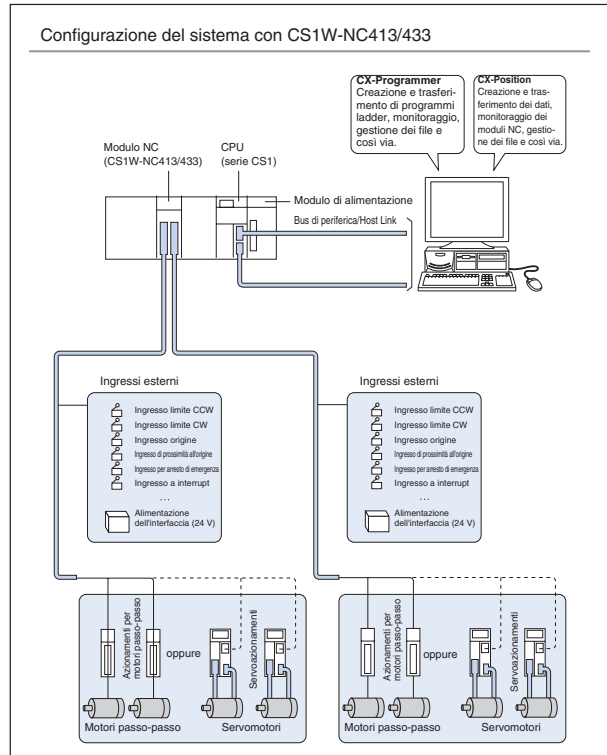 Configurazione del sistema con CS1W-NC413/433
CX-Programmer
Creazione e trasferi-
mento di programmi
ladder, monitoraggio,
gestione dei file e
così via.
CX-Position
Creazione e tras-
ferimento dei dati,
monitoraggio dei
moduli NC, gestio-
ne dei file e così via.
Modulo NC
(CS1W-NC413/433)
CPU
(serie CS1)
Modulo di alimentazione
Bus di periferica/Host Link
Ingressi esterni
Ingresso limite CCW
Ingresso limite CW
Ingresso origine
Ingresso di prossimità all'origine
Ingresso per arresto di emergenza
Ingresso a interrupt
...
Alimentazione
dell'interfaccia (24 V)
Ingressi esterni
Ingresso limite CCW
Ingresso limite CW
Ingresso origine
Ingresso di prossimità all'origine
Ingresso per arresto di emergenza
Ingresso a interrupt
...
Alimentazione
dell'interfaccia (24 V)
Azionamenti per
motori passo-passo
oppure
Servoazionamenti
Motori passo-passo
Servomotori
Azionamenti per
motori passo-passo
oppure
Servoazionamenti
Motori passo-passo
Servomotori